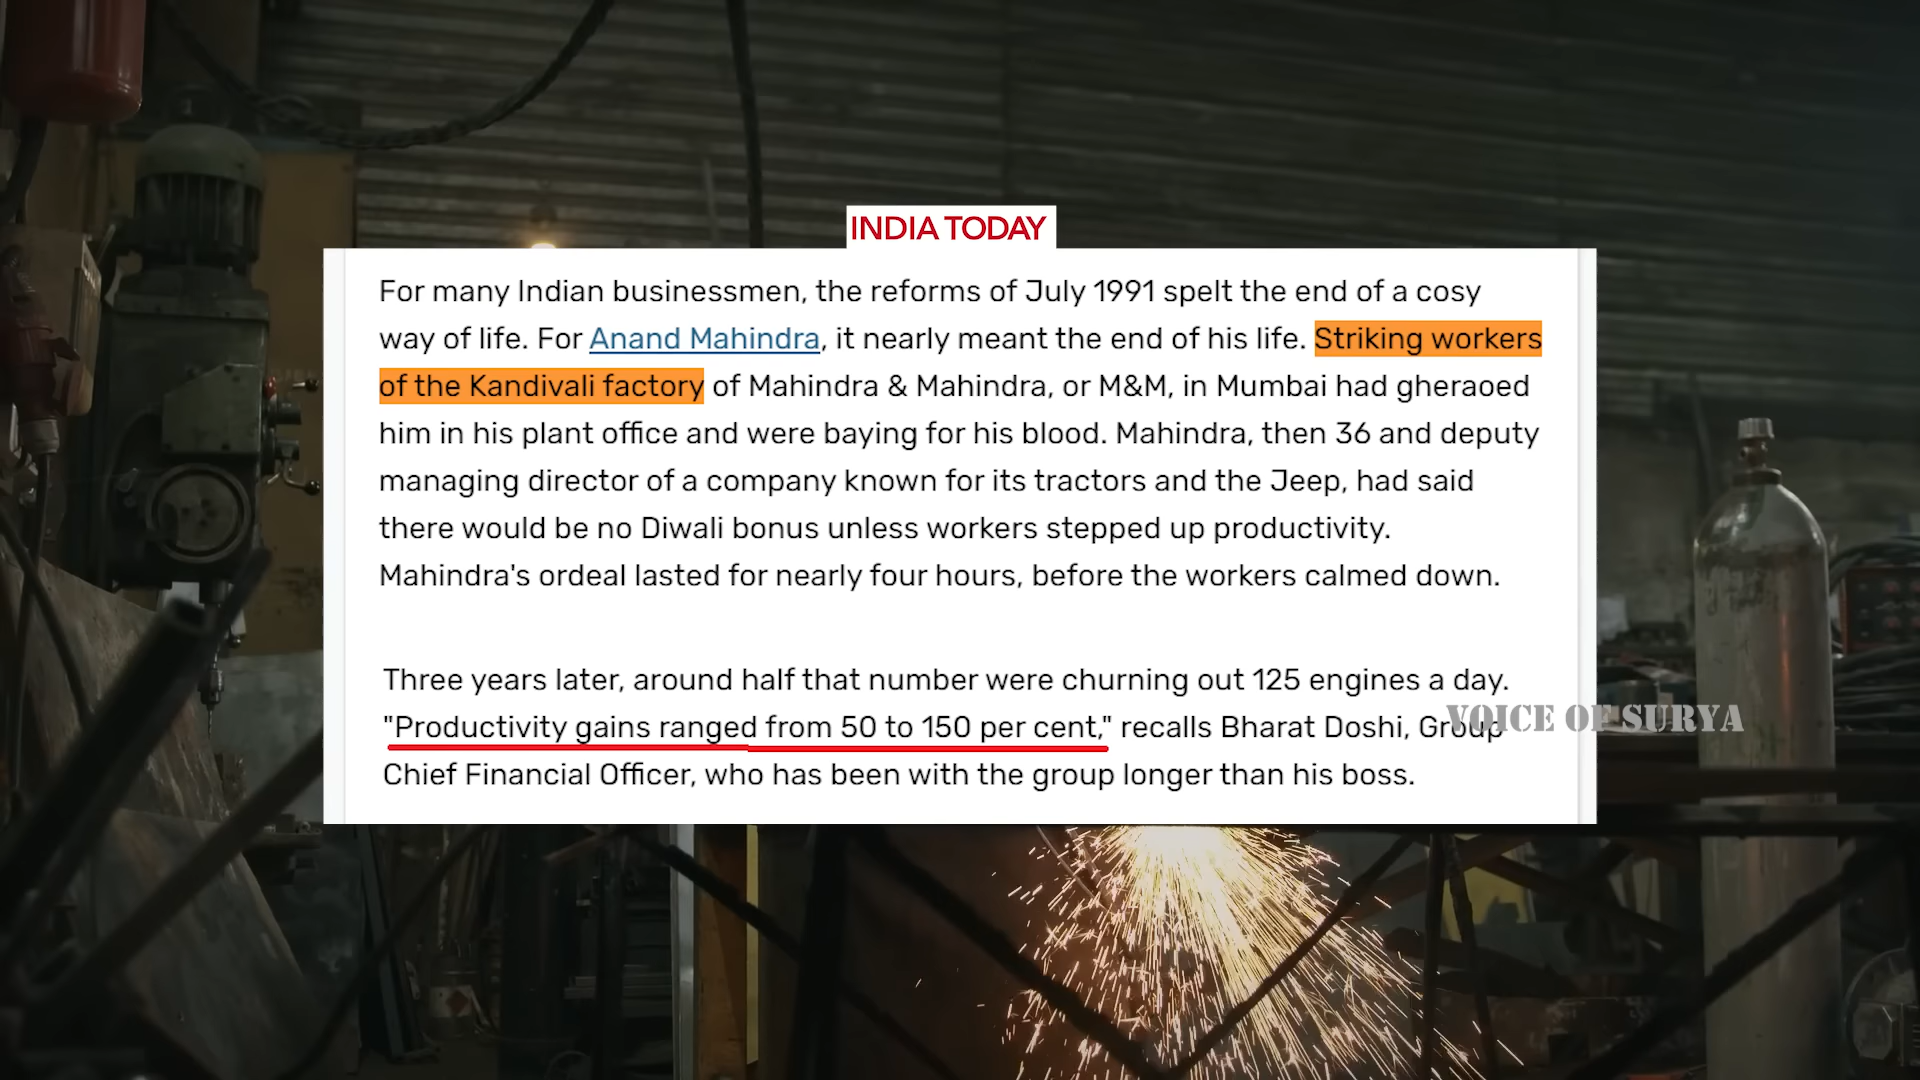 INDIA TODAY
For many Indian businessmen, the reforms of July 1991 spelt the end of a cosy
way of life. For Anand Mahindra, it nearly meant the end of his life. Striking workers
of the Kandivali factory of Mahindra & Mahindra, or M&M, in Mumbai had gheraoed
him in his plant office and were baying for his blood. Mahindra, then 36 and deputy
managing director of a company known for its tractors and the Jeep, had said
there would be no Diwali bonus unless workers stepped up productivity.
Mahindra's ordeal lasted for nearly four hours, before the workers calmed down.
Three years later, around half that number were churning out 125 engines a day.
"Productivity gains ranged from 50 to 150 per cent," recalls Bharat Doshi, Group
Chief Financial Officer, who has been with the group longer than his boss.
VOICE OF SURYA